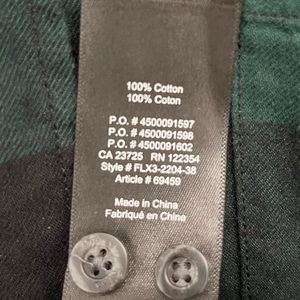 100% Cotton
100% Coton
P.O. # 4500091597
P.O. # 4500091598
P.O. # 4500091602
CA 23725 RN 122354
Style # FLX3-2204-38
Article # 69459
Made in China
Fabriqué en Chine